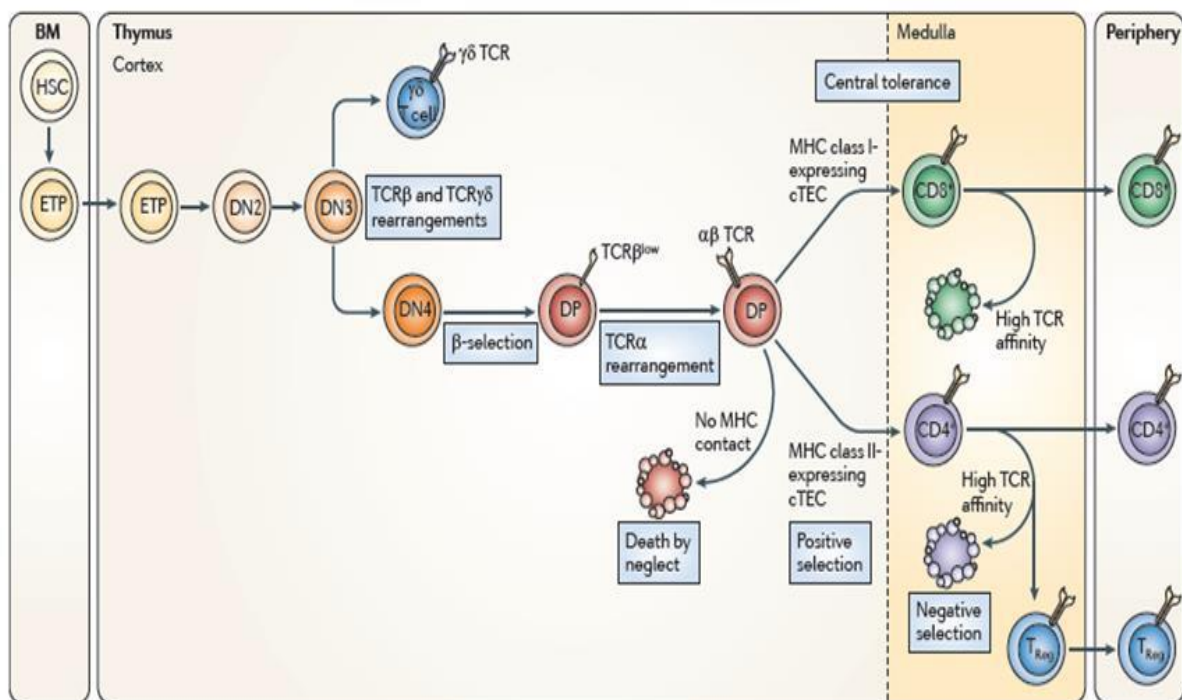 BM
HSC
ETP
Thymus
Cortex
ETP
DN2
DN3
γδ TCR
γδ
T cell
TCRβ and TCRγδ
rearrangements
DN4
β-selection
TCRβlow
DP
TCRα
rearrangement
αβ TCR
DP
No MHC
contact
Death by
neglect
MHC class I-
expressing
cTEC
MHC class II-
expressing
cTEC
Positive
selection
Central tolerance
Medulla
CD8+
High TCR
affinity
CD4+
High TCR
affinity
Negative
selection
TReg
Periphery
CD8+
CD4+
TReg